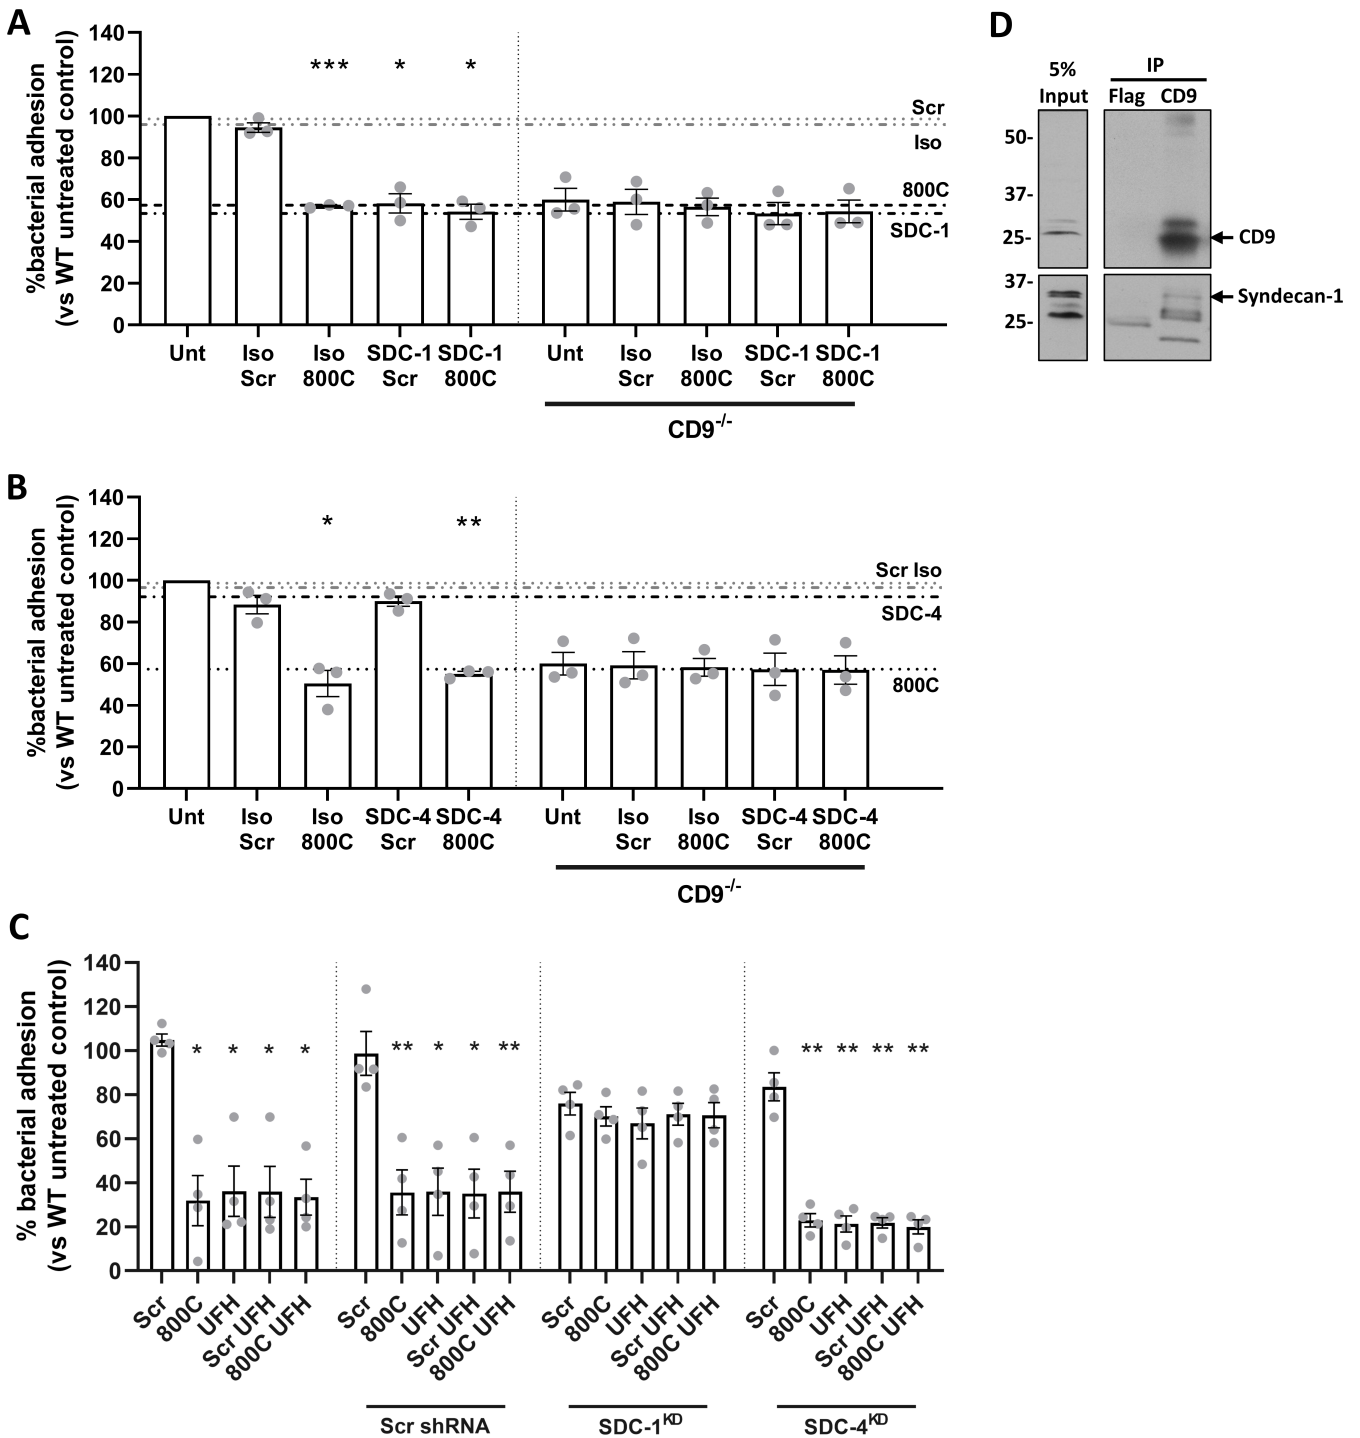 A
%bacterial adhesion
(vs WT untreated control)
140
120
100
80
60
40
20
0
*** * *
Scr
Iso
800C
SDC-1
Unt Iso Iso SDC-1 SDC-1 Unt Iso Iso SDC-1 SDC-1
Scr 800C Scr 800C Scr 800C Scr 800C
CD9-/-
D
5% IP
Input Flag CD9
50-
37-
25- CD9
37-
Syndecan-1
25-
B
%bacterial adhesion
(vs WT untreated control)
140
120
100
80
60
40
20
0
* **
Scr Iso
SDC-4
800C
Unt Iso Iso SDC-4 SDC-4 Unt Iso Iso SDC-4 SDC-4
Scr 800C Scr 800C Scr 800C Scr 800C
CD9-/-
C
% bacterial adhesion
(vs WT untreated control)
140
120
100
80
60
40
20
0
* * * * ** * * ** ** ** ** **
Scr 800C UFH Scr UFH 800C UFH Scr 800C UFH Scr UFH 800C UFH Scr 800C UFH Scr UFH 800C UFH Scr 800C UFH Scr UFH 800C UFH
Scr shRNA SDC-1KD SDC-4KD